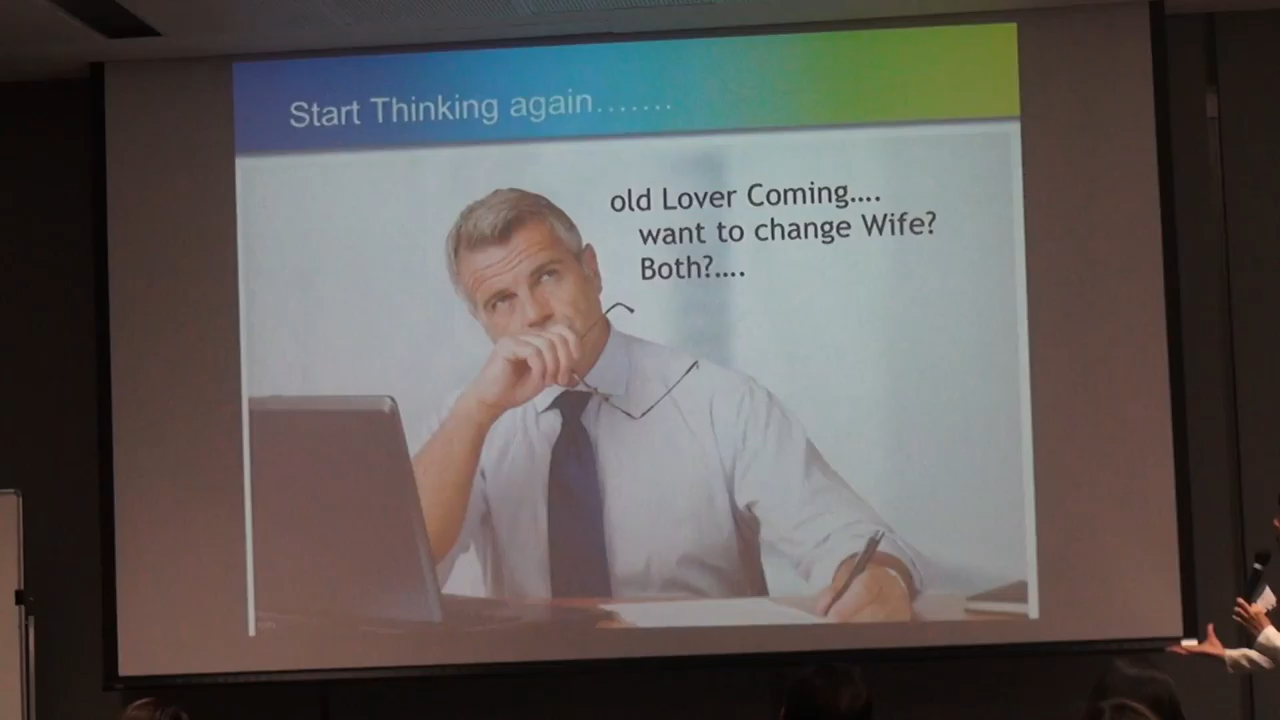 Start Thinking again.......
old Lover Coming....
want to change Wife?
Both?....